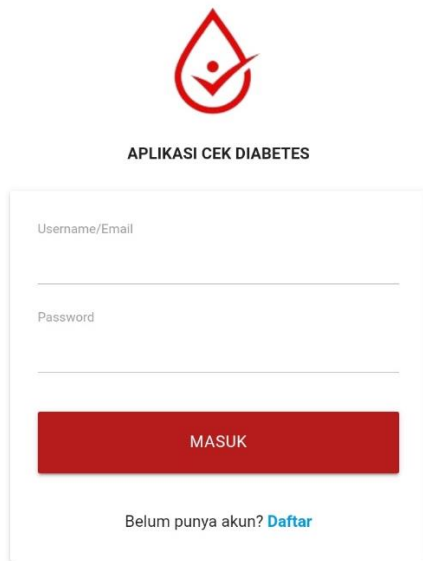 APLIKASI CEK DIABETES
Username/Email
Password
MASUK
Belum punya akun? Daftar